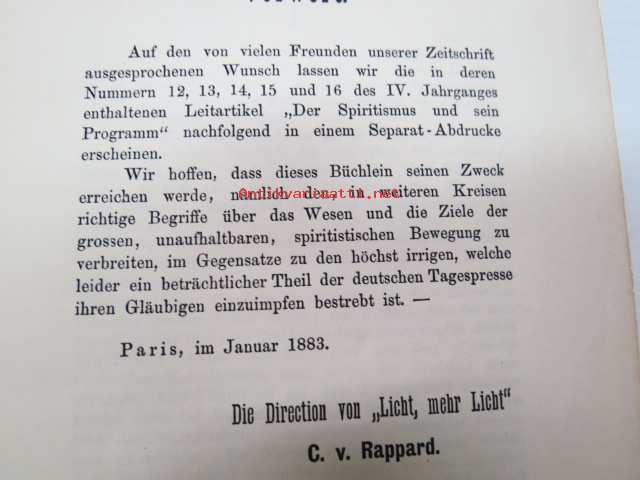 Auf den von vielen Freunden unserer Zeitschrift
ausgesprochenen Wunsch lassen wir die in deren
Nummern 12, 13, 14, 15 und 16 des IV. Jahrganges
enthaltenen Leitartikel „Der Spiritismus und sein
Programm“ nachfolgend in einem Separat-Abdrucke
erscheinen.
Wir hoffen, dass dieses Büchlein seinen Zweck
erreichen werde, nämlich den, in weiteren Kreisen
richtige Begriffe über das Wesen und die Ziele der
grossen, unaufhaltbaren, spiritistischen Bewegung zu
verbreiten, im Gegensatze zu den höchst irrigen, welche
leider ein beträchtlicher Theil der deutschen Tagespresse
ihren Gläubigen einzuimpfen bestrebt ist. —
Paris, im Januar 1883.
Die Direction von „Licht, mehr Licht“
C. v. Rappard.